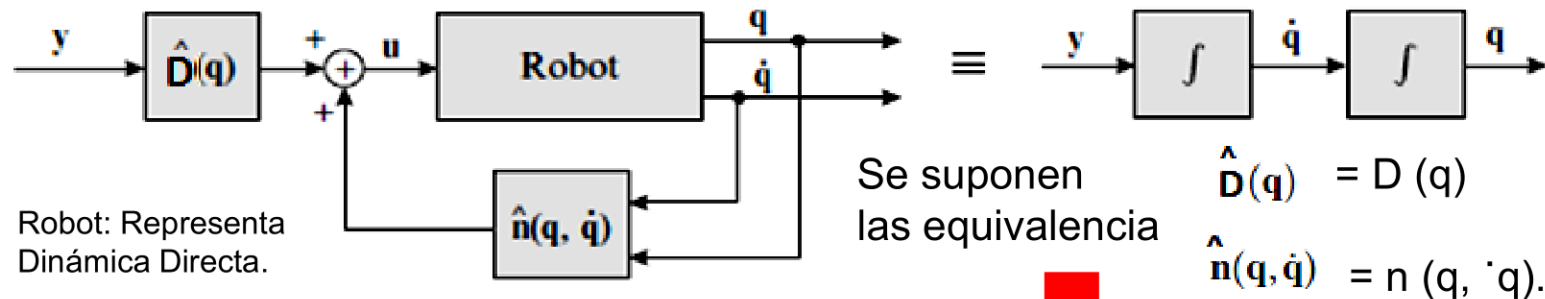 y
D̂(q)
+
+
+
u
Robot
q
q̇
n̂(q, q̇)
≡
y
∫
q̇
∫
q
Robot: Representa
Dinámica Directa.
Se suponen
las equivalencia
D̂(q) = D (q)
n̂(q,q̇) = n (q, ˙q).